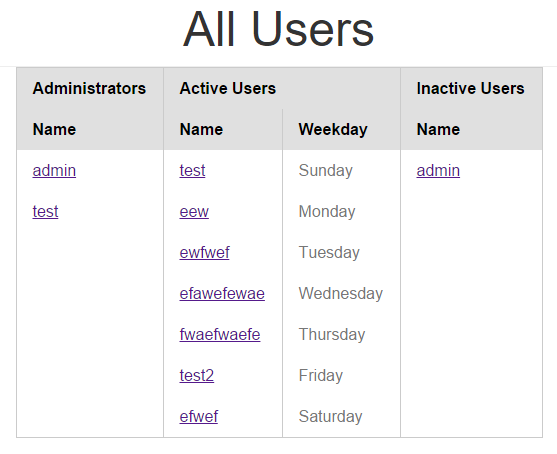 All Users
Administrators Active Users Inactive Users
Name Name Weekday Name
admin test Sunday admin
test eew Monday
ewfwef Tuesday
efawefewae Wednesday
fwaefwaefe Thursday
test2 Friday
efwef Saturday